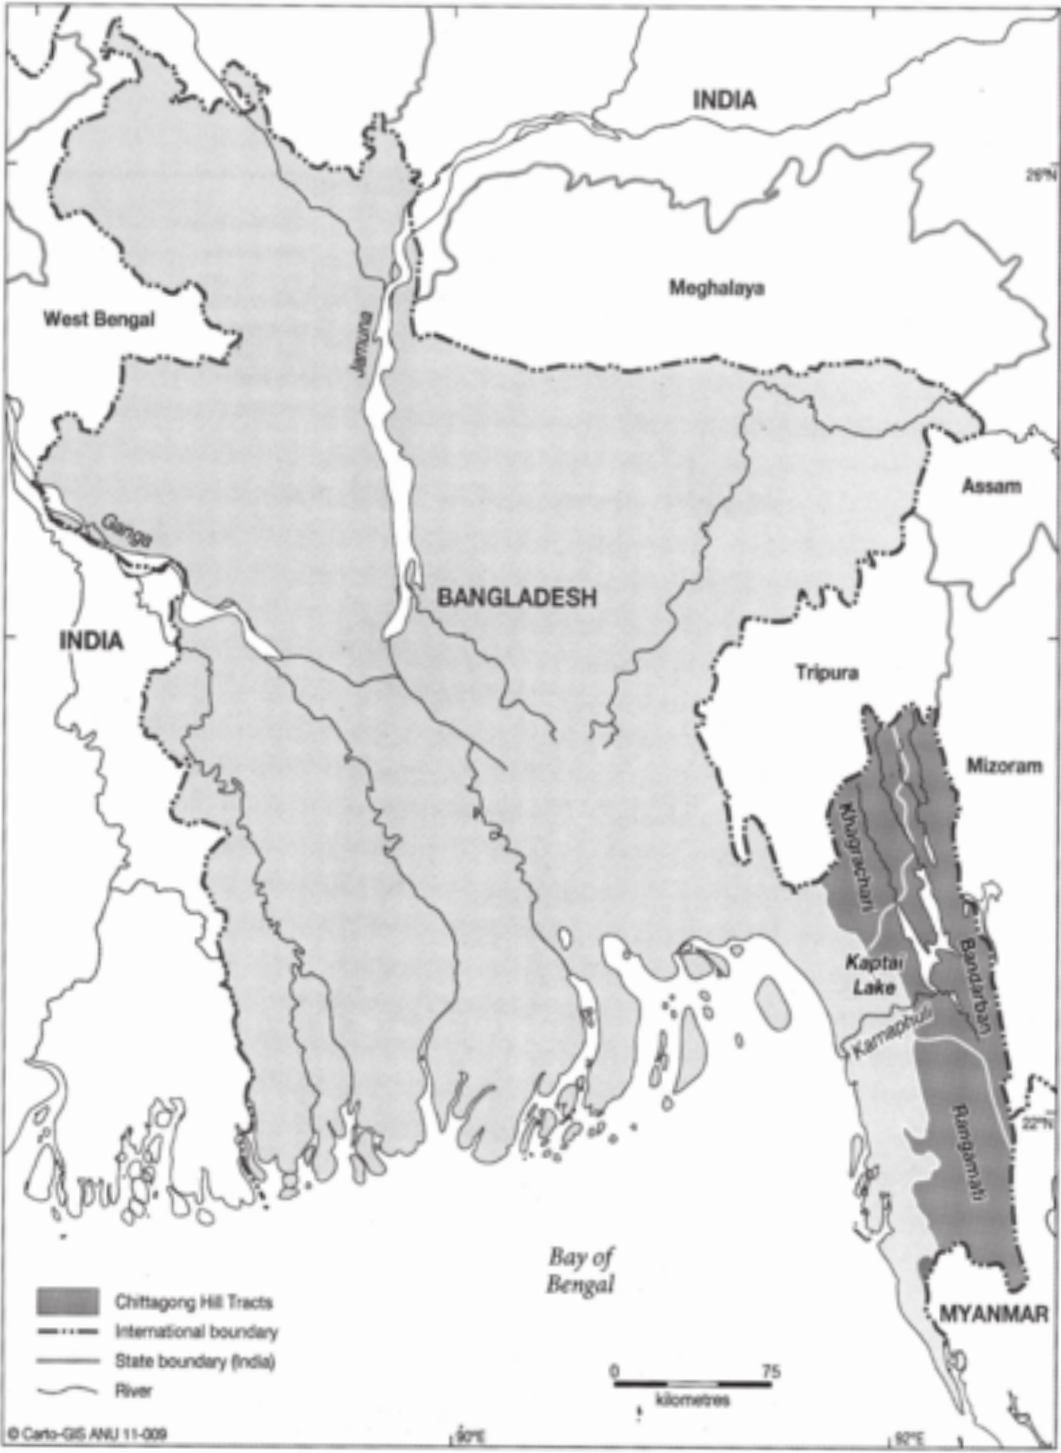 INDIA
26°N
Meghalaya
West Bengal
Jamuna
Assam
Ganga
BANGLADESH
INDIA
Tripura
Mizoram
Khagrachari
Kaptai
Lake
Bandarban
Karnaphuli
22°N
Rangamati
Bay of
Bengal
Chittagong Hill Tracts
International boundary
State boundary (India)
River
MYANMAR
0 75
kilometres
© Carto-GIS ANU 11-009
90°E
92°E